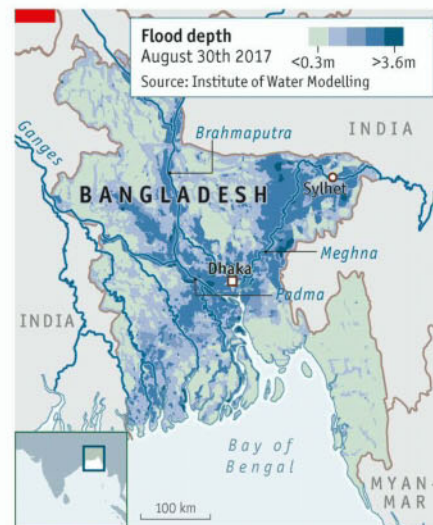 Flood depth
August 30th 2017
<0.3m >3.6m
Source: Institute of Water Modelling
Ganges
Brahmaputra
INDIA
BANGLADESH
Sylhet
Meghna
Dhaka
Padma
INDIA
Bay of
Bengal
MYAN-
MAR
100 km